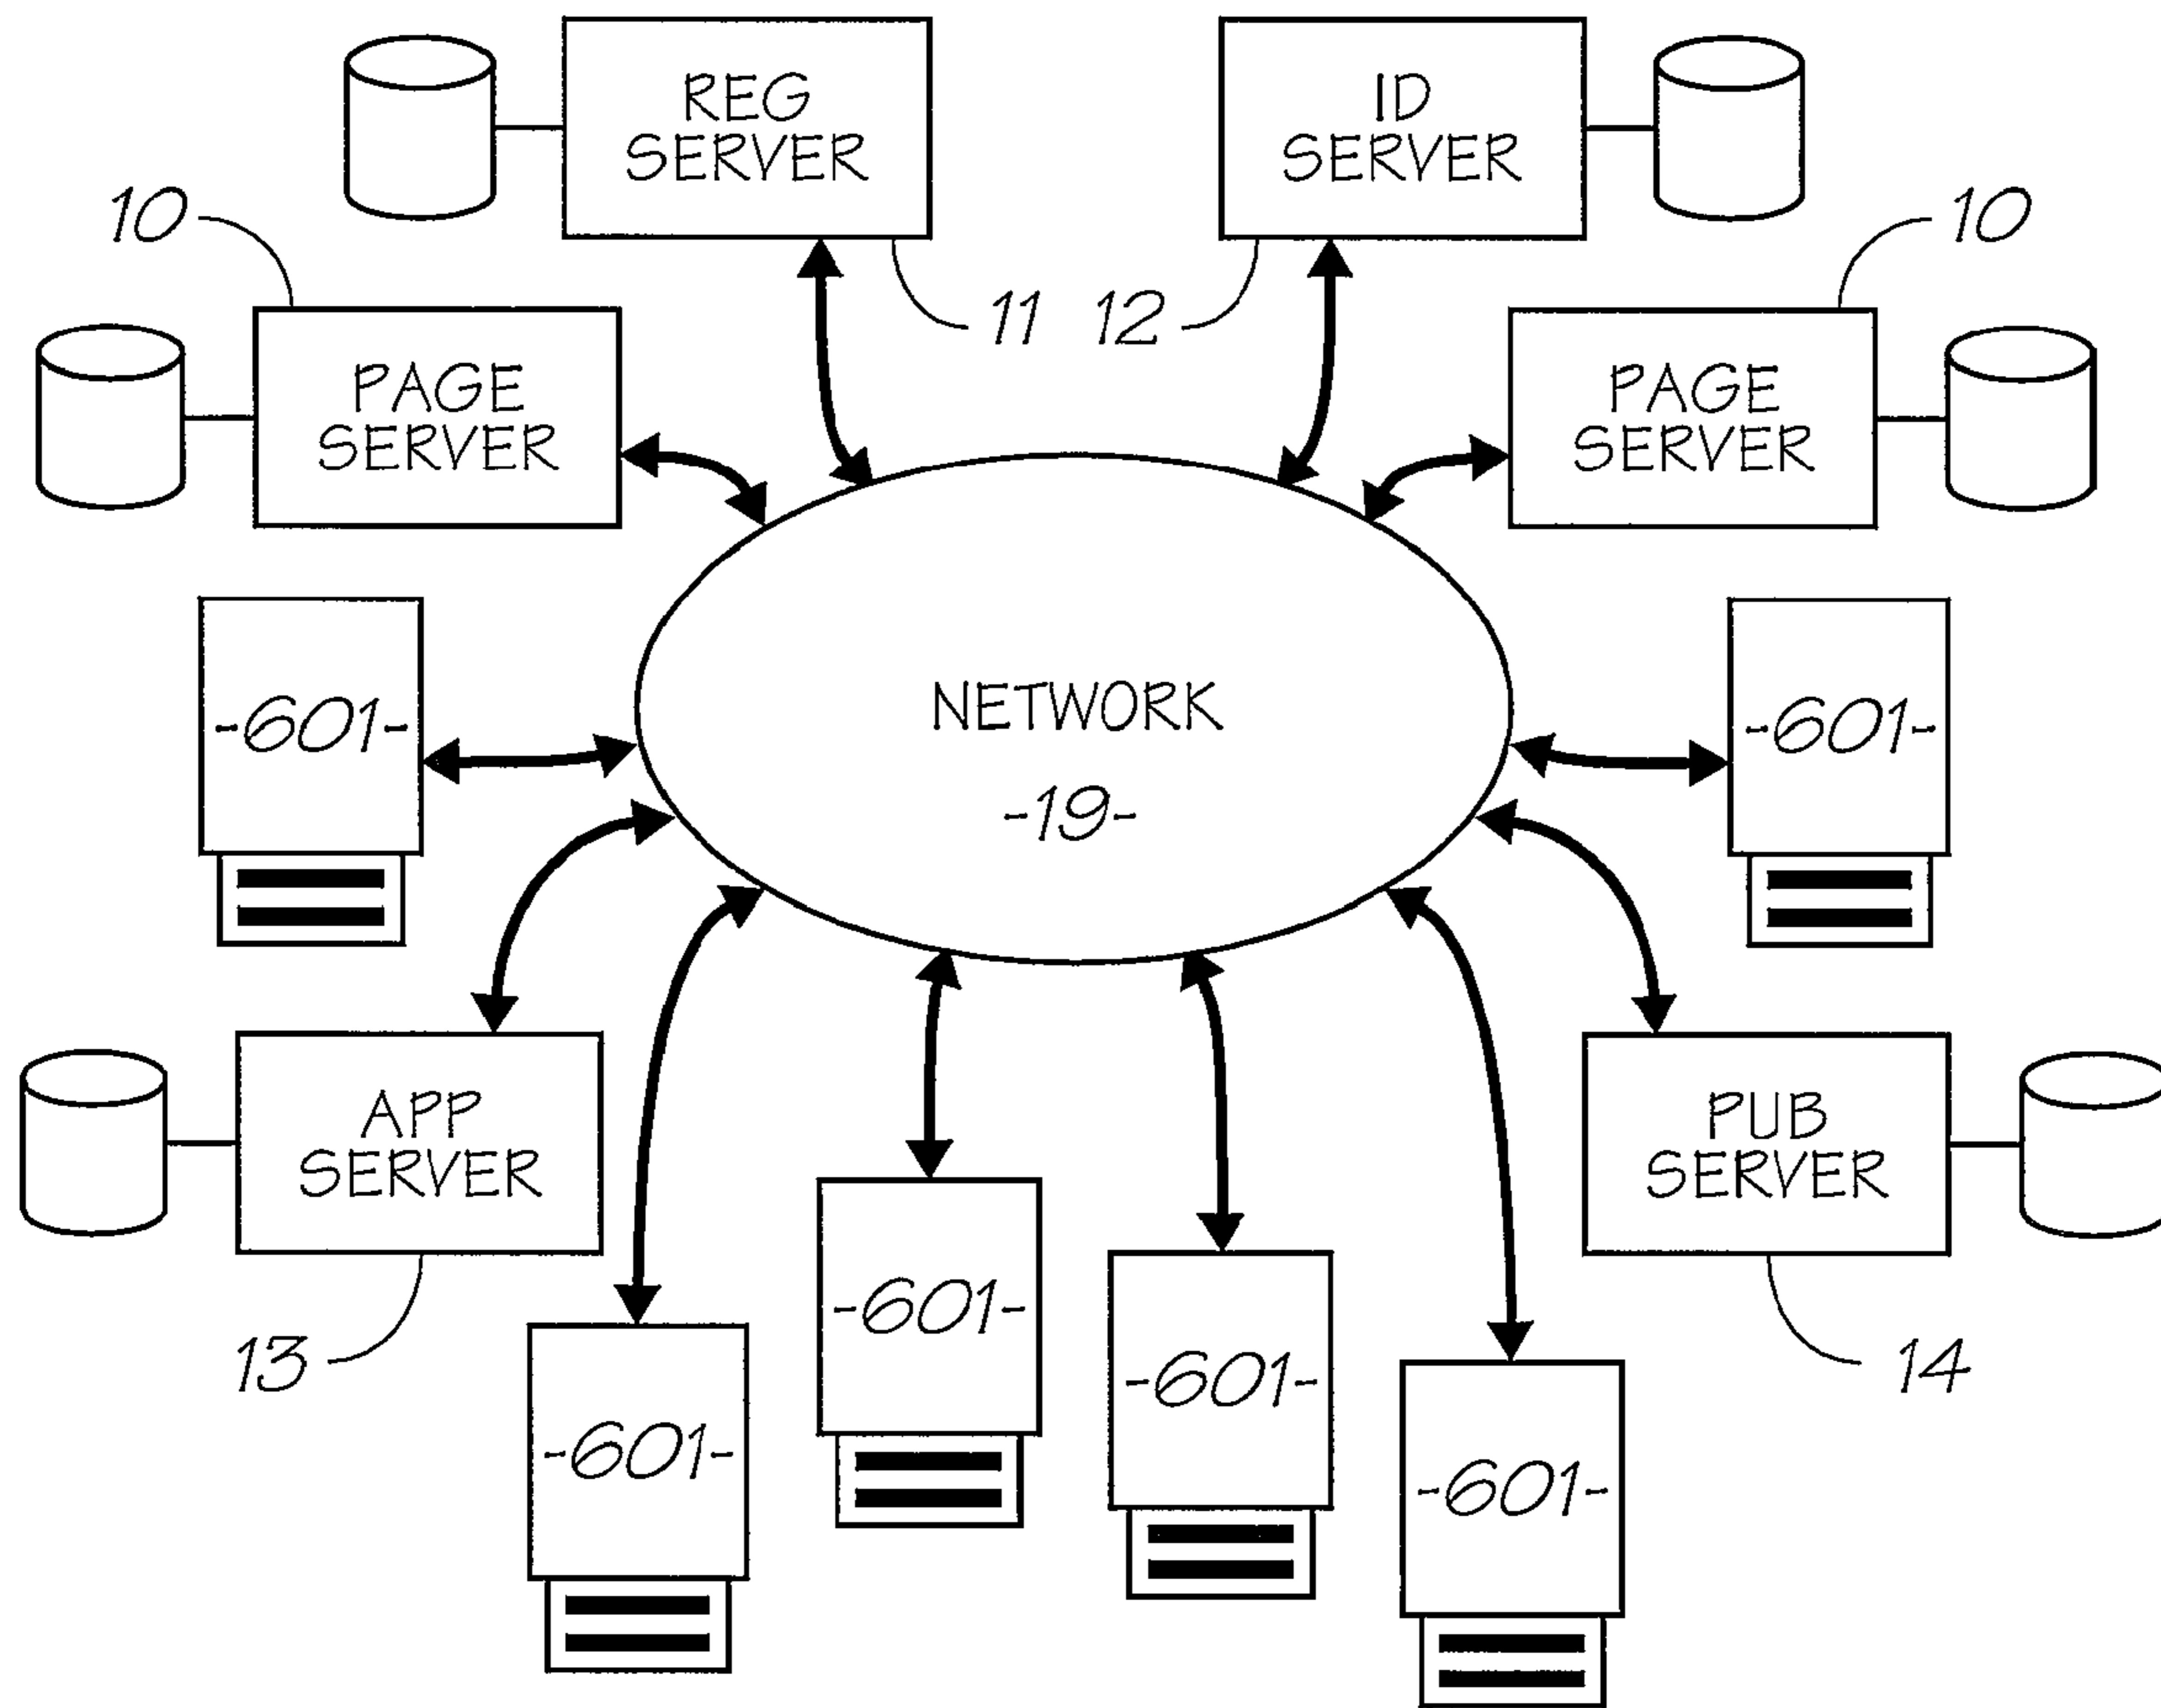 REG
SERVER
ID
SERVER
10
10
11
12
PAGE
SERVER
PAGE
SERVER
-601-
NETWORK
-19-
-601-
APP
SERVER
PUB
SERVER
13
-601-
-601-
-601-
-601-
14